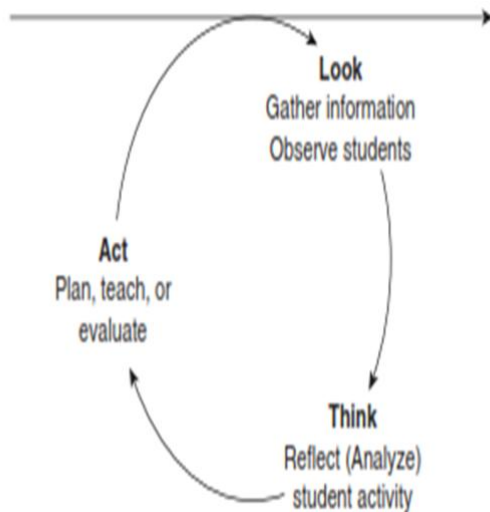 Look
Gather information
Observe students
Act
Plan, teach, or
evaluate
Think
Reflect (Analyze)
student activity